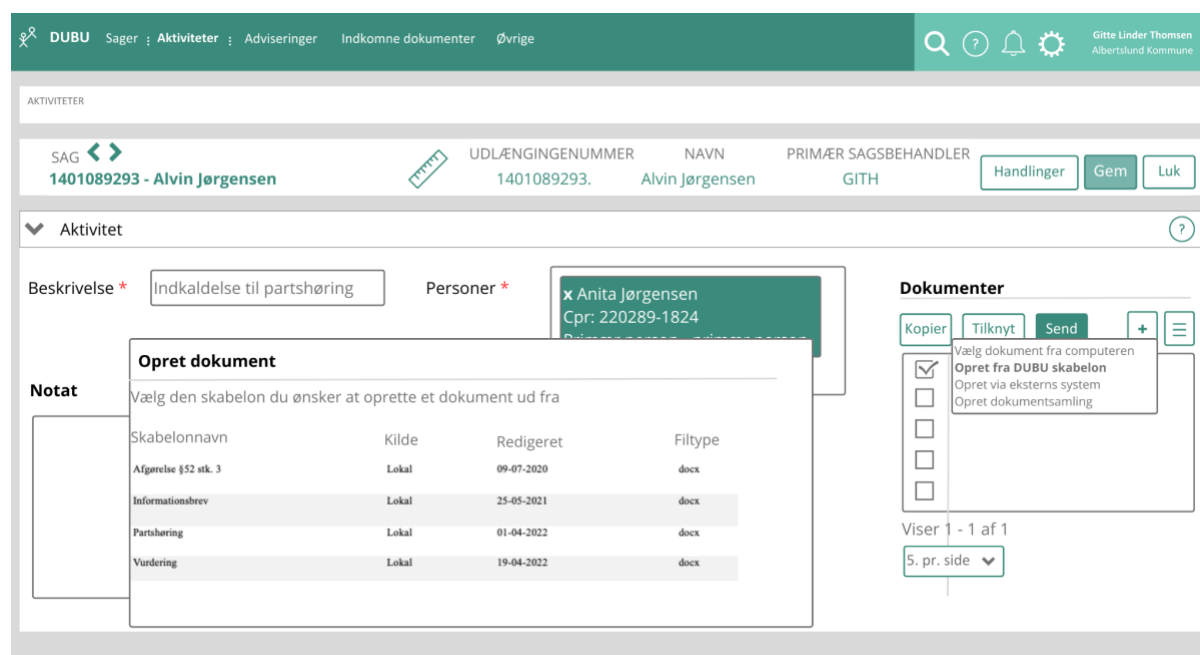 DUBU Sager : Aktiviteter : Adviseringer Indkomne dokumenter Øvrige
? Gitte Linder Thomsen
Albertslund Kommune
AKTIVITETER
SAG
1401089293 - Alvin Jørgensen
UDLÆNGINGENUMMER NAVN PRIMÆR SAGSBEHANDLER
1401089293. Alvin Jørgensen GITH
Handlinger Gem Luk
Aktivitet ?
Beskrivelse * Indkaldelse til partshøring
Personer *
x Anita Jørgensen
Cpr: 220289-1824
Primær person - primær person
Notat
Opret dokument
Vælg den skabelon du ønsker at oprette et dokument ud fra
Skabelonnavn Kilde Redigeret Filtype
Afgørelse §52 stk. 3 Lokal 09-07-2020 docx
Informationsbrev Lokal 25-05-2021 docx
Partshøring Lokal 01-04-2022 docx
Vurdering Lokal 19-04-2022 docx
Dokumenter
Kopier Tilknyt Send +
Vælg dokument fra computeren
Opret fra DUBU skabelon
Opret via eksterns system
Opret dokumentsamling
Viser 1 - 1 af 1
5. pr. side